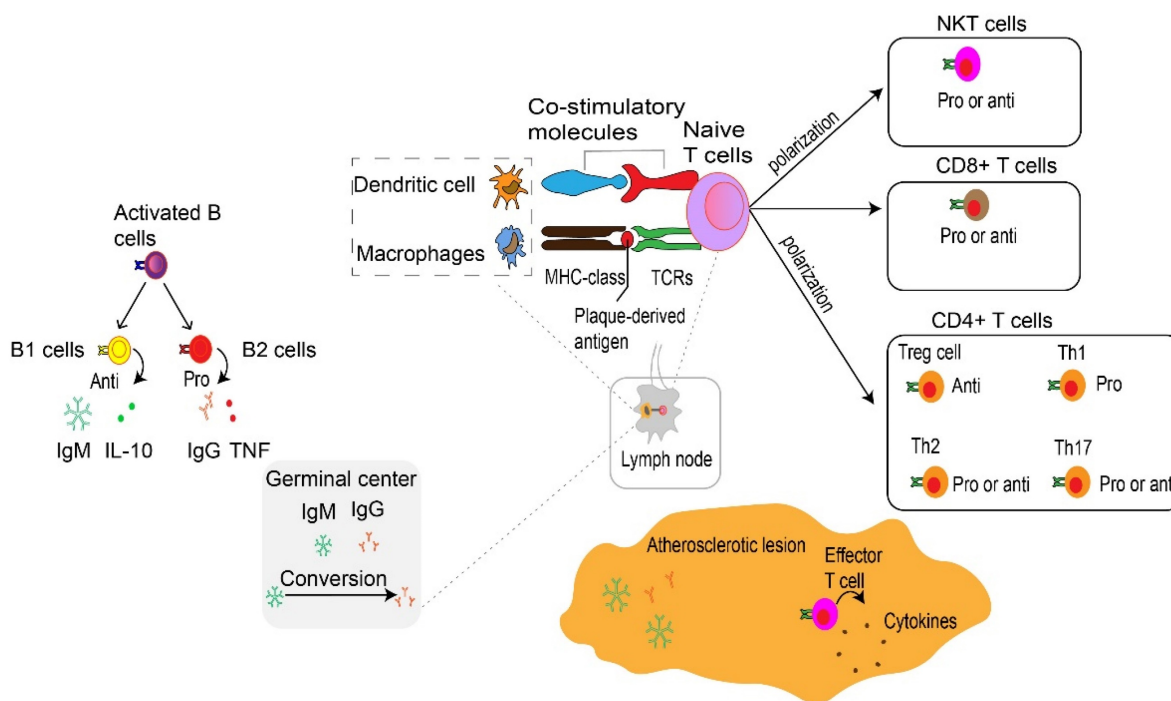 NKT cells
Pro or anti
polarization
Co-stimulatory
molecules
Naive
T cells
Dendritic cell
Macrophages
MHC-class
TCRs
Plaque-derived
antigen
CD8+ T cells
Pro or anti
polarization
CD4+ T cells
Treg cell
Anti
Th1
Pro
Th2
Pro or anti
Th17
Pro or anti
Activated B
cells
B1 cells
B2 cells
Anti
Pro
IgM IL-10
IgG TNF
Lymph node
Germinal center
IgM IgG
Conversion
Atherosclerotic lesion
Effector
T cell
Cytokines